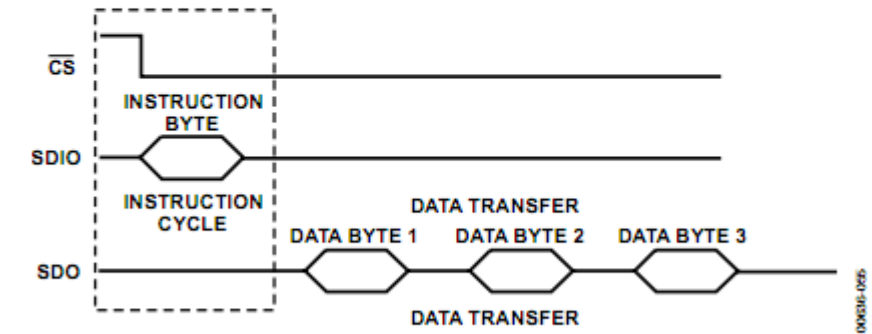 CS
INSTRUCTION
BYTE
SDIO
INSTRUCTION
CYCLE
DATA TRANSFER
DATA BYTE 1 DATA BYTE 2 DATA BYTE 3
SDO
DATA TRANSFER